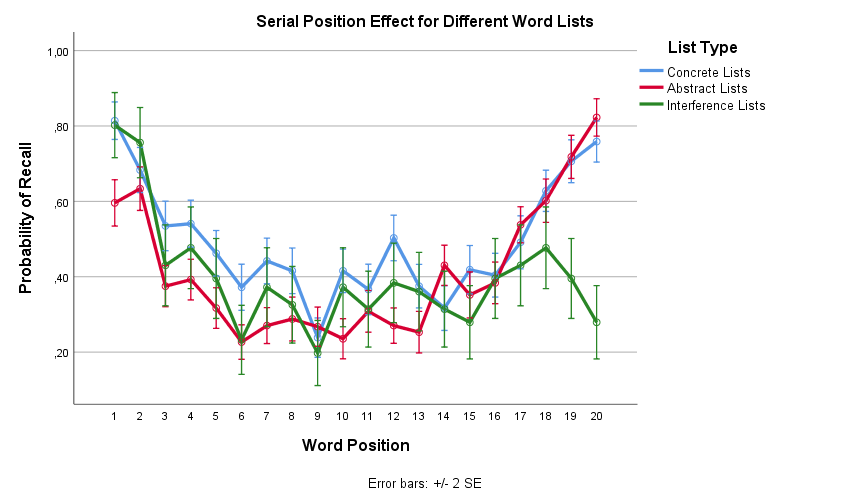 Serial Position Effect for Different Word Lists
List Type
Concrete Lists
Abstract Lists
Interference Lists
Probability of Recall
1,00
,80
,60
,40
,20
1 2 3 4 5 6 7 8 9 10 11 12 13 14 15 16 17 18 19 20
Word Position
Error bars: +/- 2 SE